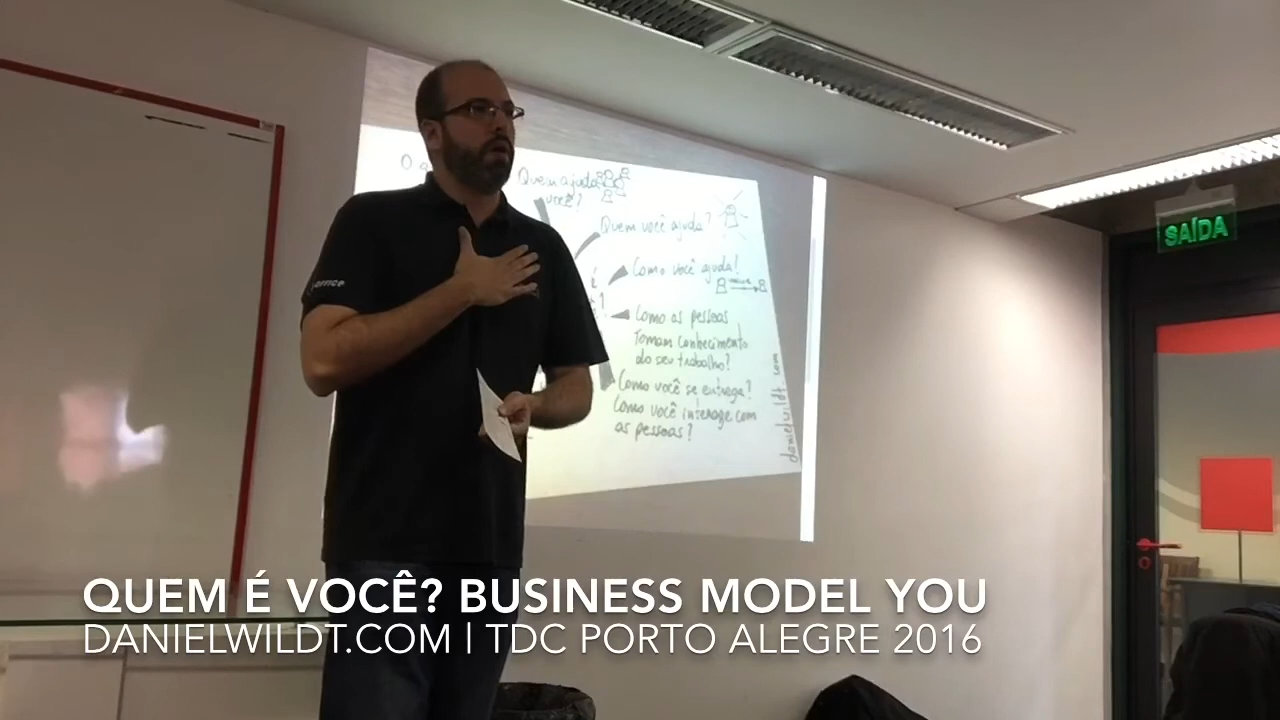 Quem ajuda
você?
Quem você ajuda?
Como você ajuda!
Como as pessoas
Tomam conhecimento
do seu trabalho?
Como você se entrega?
Como você interage com
as pessoas?
danielwildt.com
office
SAÍDA
QUEM É VOCÊ? BUSINESS MODEL YOU
DANIELWILDT.COM | TDC PORTO ALEGRE 2016